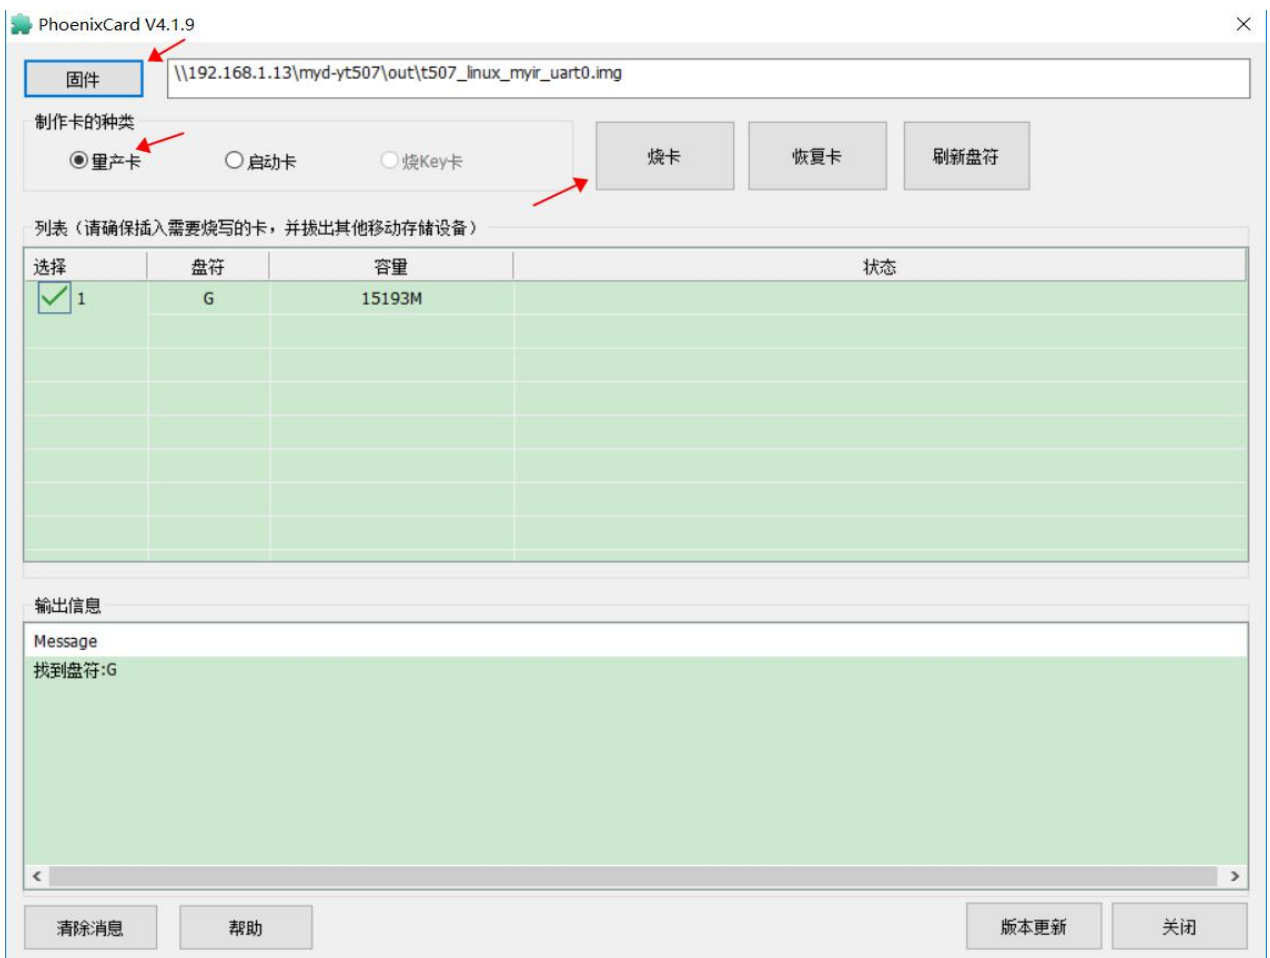 PhoenixCard V4.1.9
固件
\\192.168.1.13\myd-yt507\out\t507_linux_myir_uart0.img
制作卡的种类
量产卡 启动卡 烧Key卡
烧卡 恢复卡 刷新盘符
列表（请确保插入需要烧写的卡，并拔出其他移动存储设备）
选择 盘符 容量 状态
1 G 15193M
输出信息
Message
找到盘符:G
清除消息 帮助 版本更新 关闭